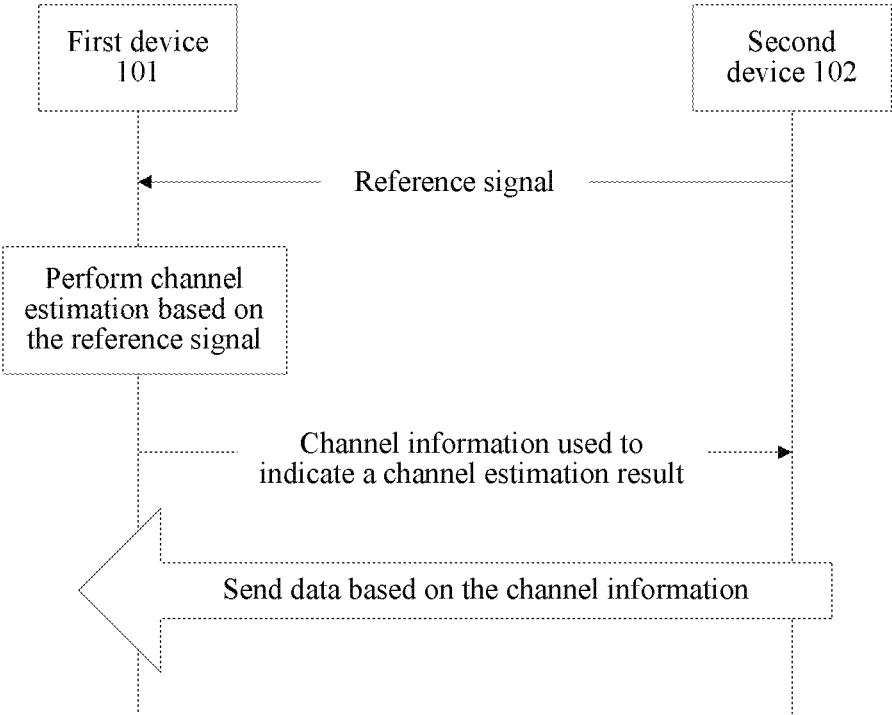 First device
101
Second
device 102
Reference signal
Perform channel
estimation based on
the reference signal
Channel information used to
indicate a channel estimation result
Send data based on the channel information